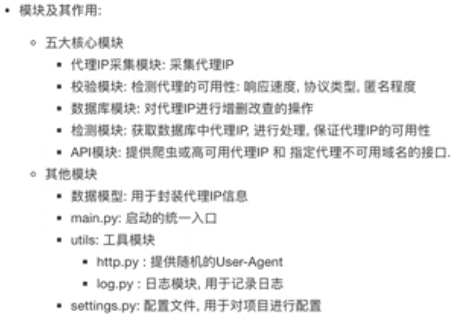 模块及其作用:
五大核心模块
代理IP采集模块: 采集代理IP
校验模块: 检测代理的可用性: 响应速度, 协议类型, 匿名程度
数据库模块: 对代理IP进行增删改查的操作
检测模块: 获取数据库中代理IP, 进行处理, 保证代理IP的可用性
API模块: 提供爬虫或高可用代理IP 和 指定代理不可用域名的接口.
其他模块
数据模型: 用于封装代理IP信息
main.py: 启动的统一入口
utils: 工具模块
http.py : 提供随机的User-Agent
log.py : 日志模块, 用于记录日志
settings.py: 配置文件, 用于对项目进行配置